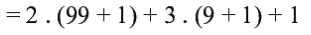 = 2 . (99 + 1) + 3 . (9 + 1) + 1